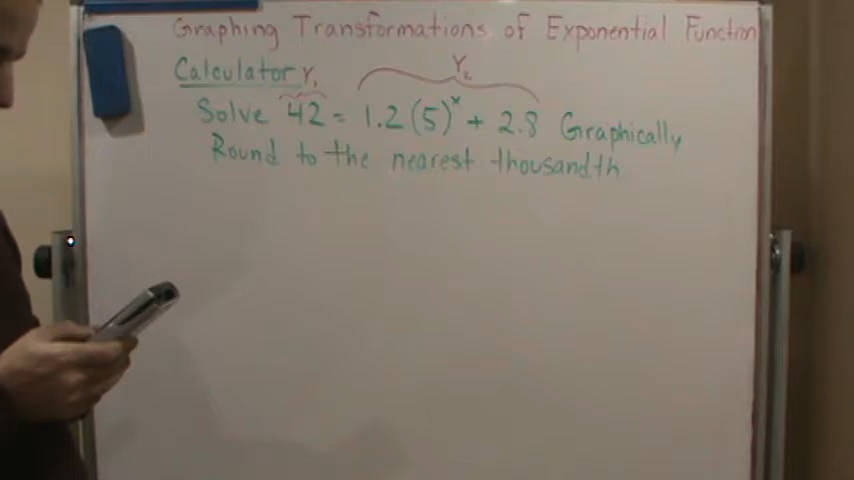 Graphing Transformations of Exponential Function
Calculator Y₁ Y₂
Solve 42 = 1.2(5)ˣ + 2.8 Graphically
Round to the nearest thousandth